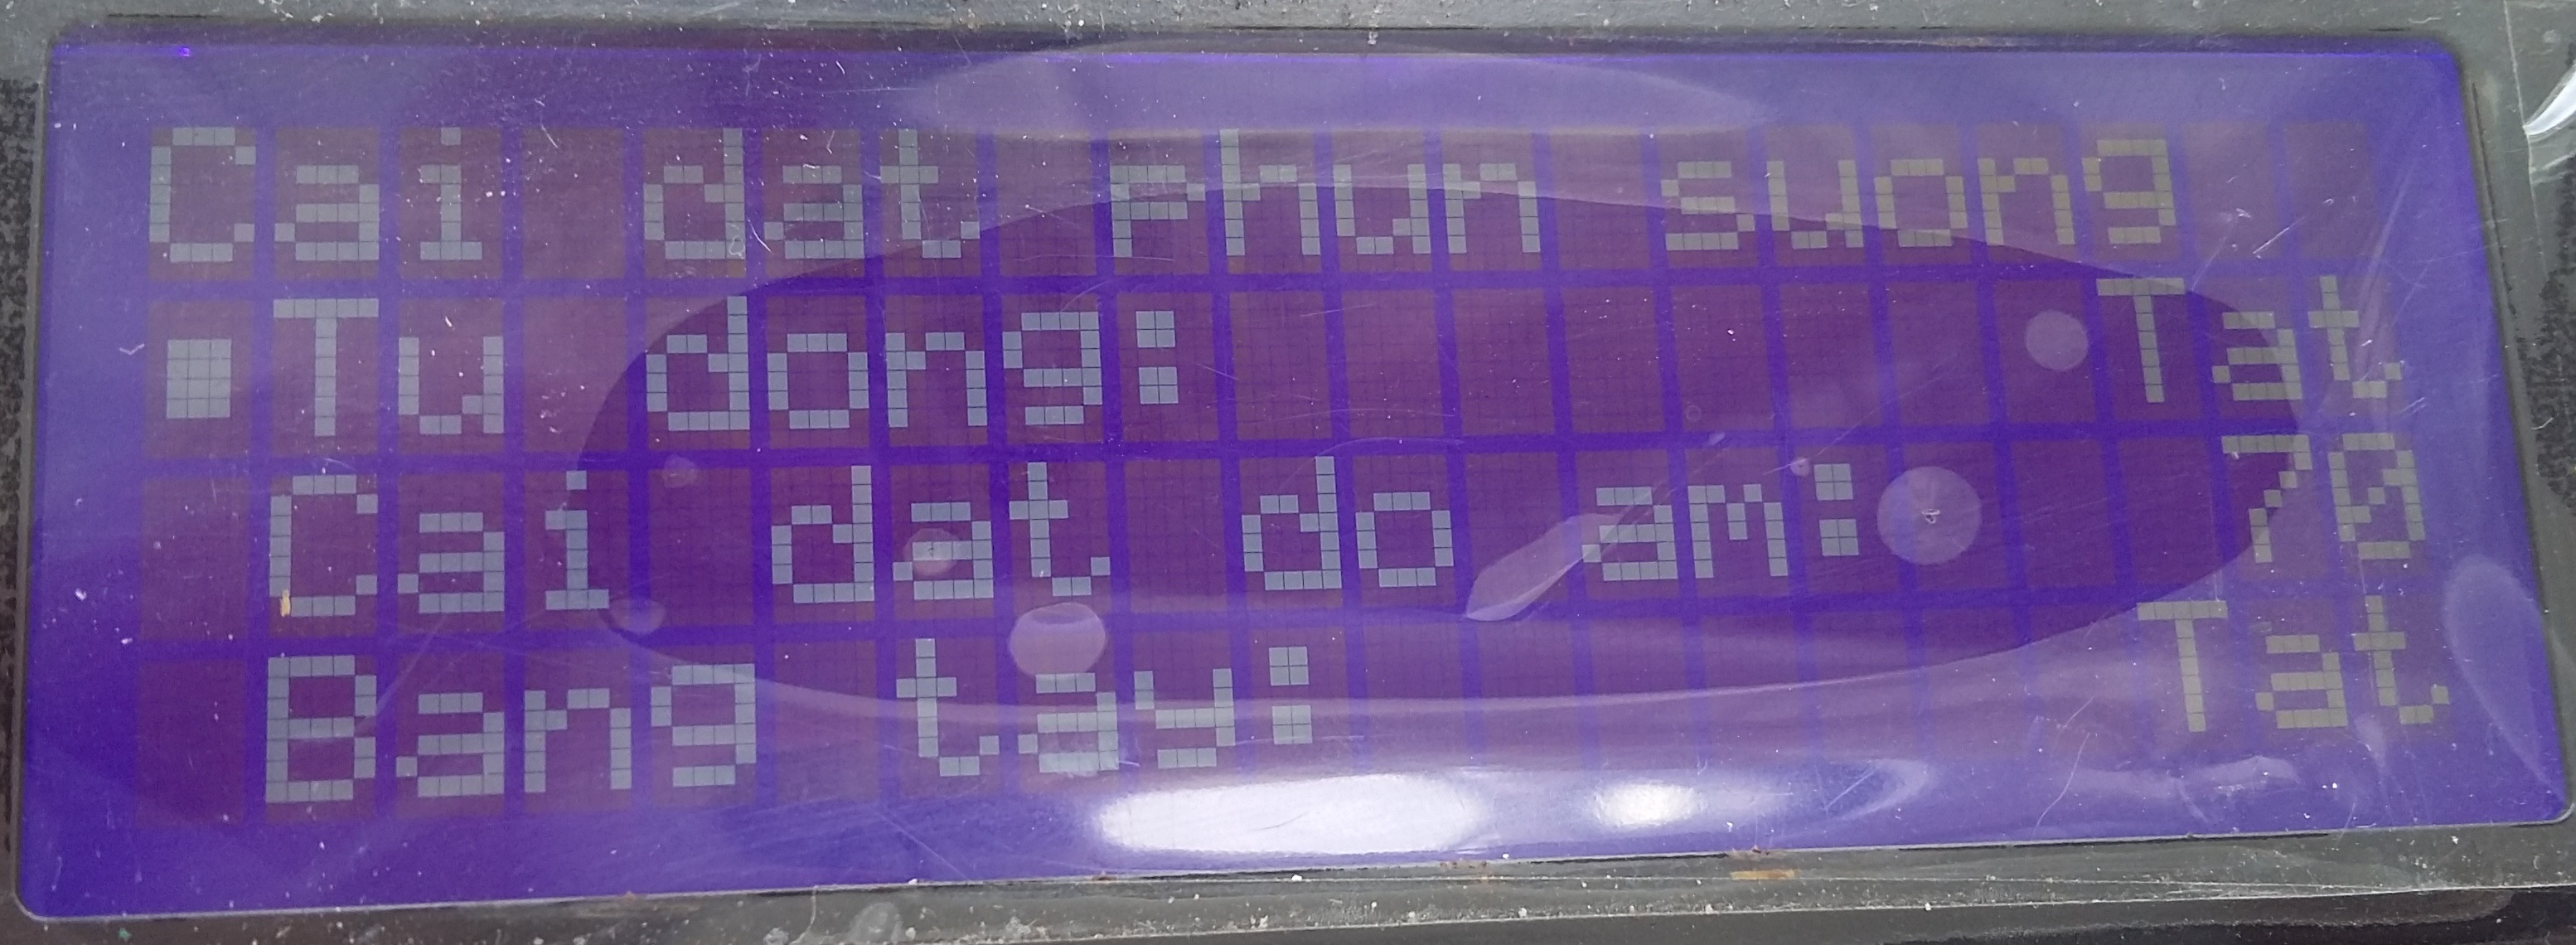 Cai dat phun suong
Tu dong: Tat
Cai dat do am: 70
Bang tay: Tat